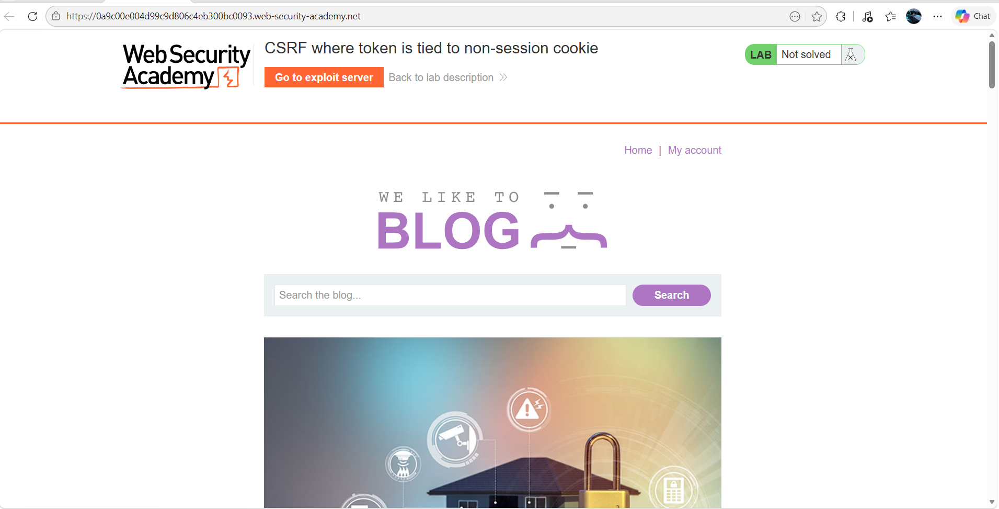 https://0a9c00e004d99c9d806c4eb300bc0093.web-security-academy.net
Chat
Web Security
Academy
CSRF where token is tied to non-session cookie
Go to exploit server
Back to lab description
LAB
Not solved
Home | My account
WE LIKE TO
BLOG
Search the blog...
Search